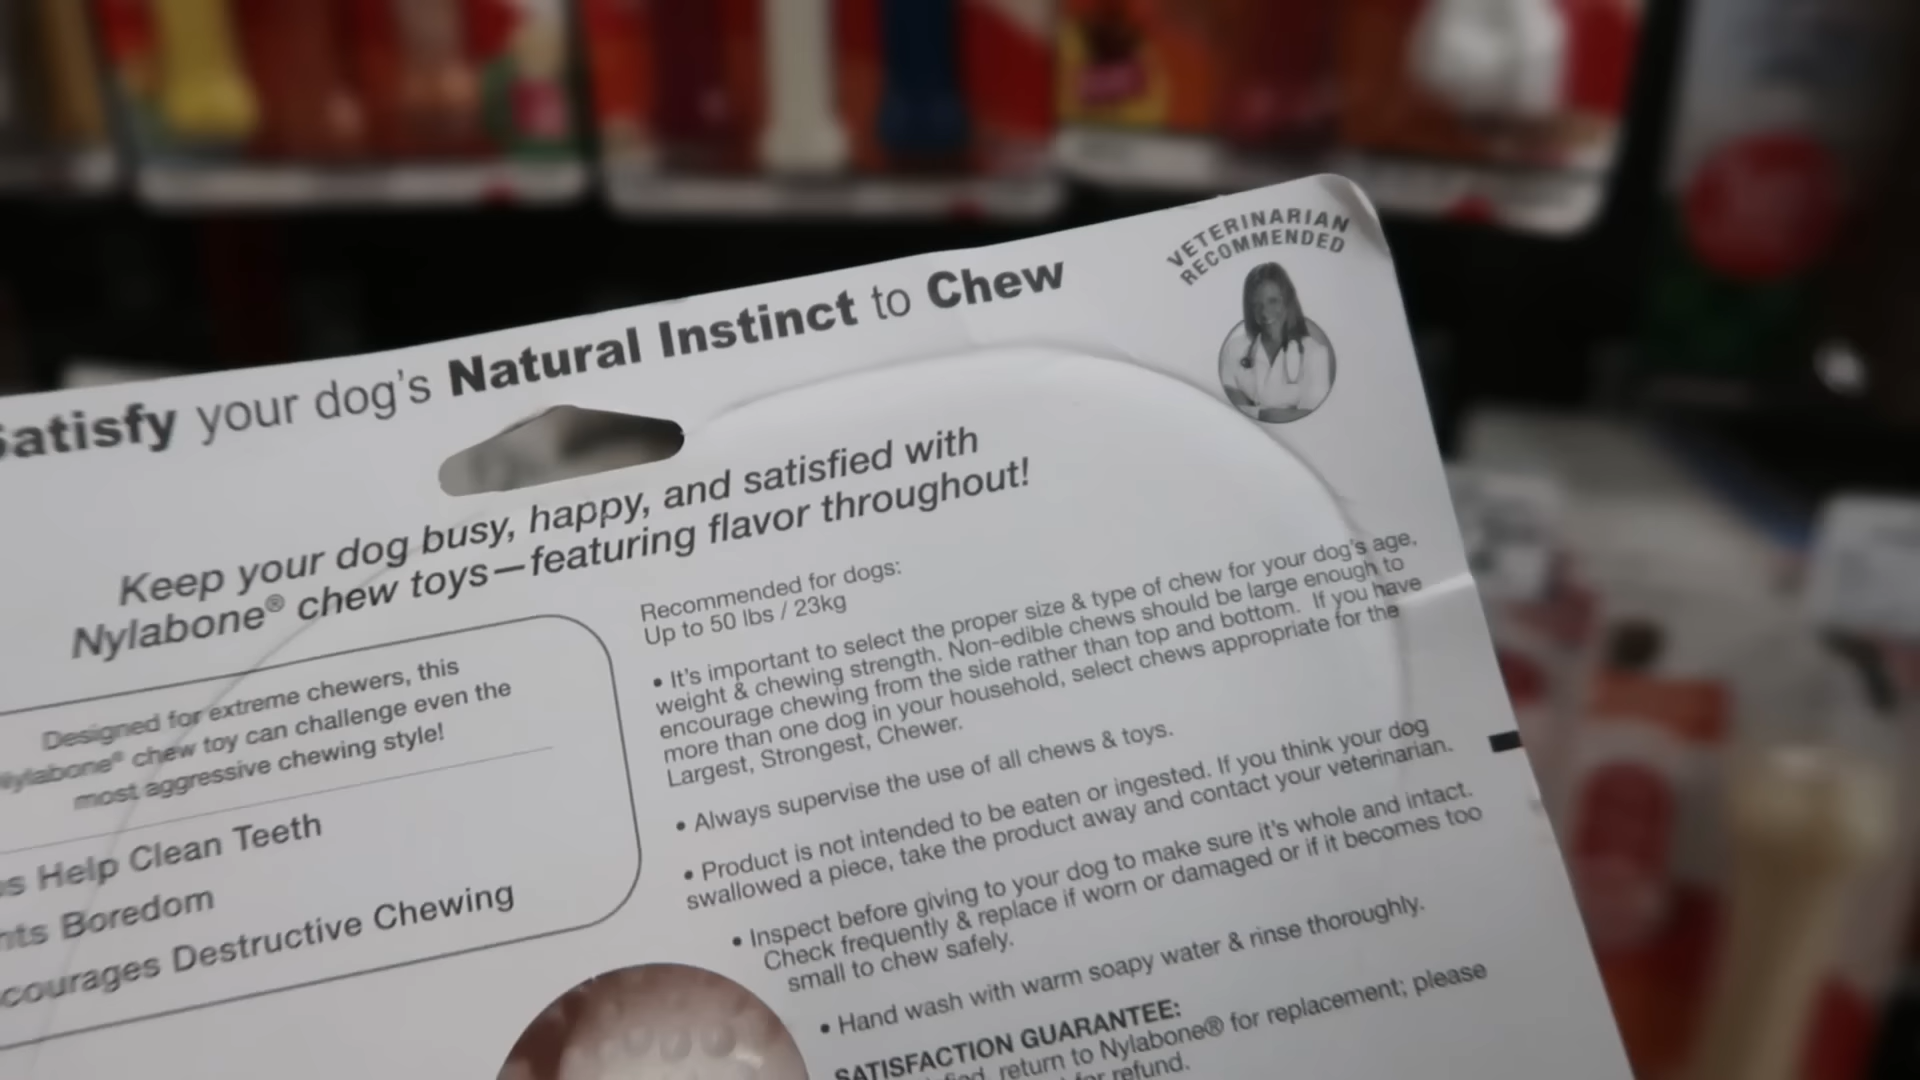 Satisfy your dog's Natural Instinct to Chew
VETERINARIAN
RECOMMENDED
Keep your dog busy, happy, and satisfied with
Nylabone® chew toys—featuring flavor throughout!
Designed for extreme chewers, this
Nylabone® chew toy can challenge even the
most aggressive chewing style!
Help Clean Teeth
Boredom
Destructive Chewing
Recommended for dogs:
Up to 50 lbs / 23kg
• It's important to select the proper size & type of chew for your dog's age,
weight & chewing strength. Non-edible chews should be large enough to
encourage chewing from the side rather than top and bottom. If you have
more than one dog in your household, select chews appropriate for the
Largest, Strongest, Chewer.
• Always supervise the use of all chews & toys.
• Product is not intended to be eaten or ingested. If you think your dog
swallowed a piece, take the product away and contact your veterinarian.
• Inspect before giving to your dog to make sure it's whole and intact.
Check frequently & replace if worn or damaged or if it becomes too
small to chew safely.
• Hand wash with warm soapy water & rinse thoroughly.
SATISFACTION GUARANTEE:
return to Nylabone® for replacement; please
for refund.